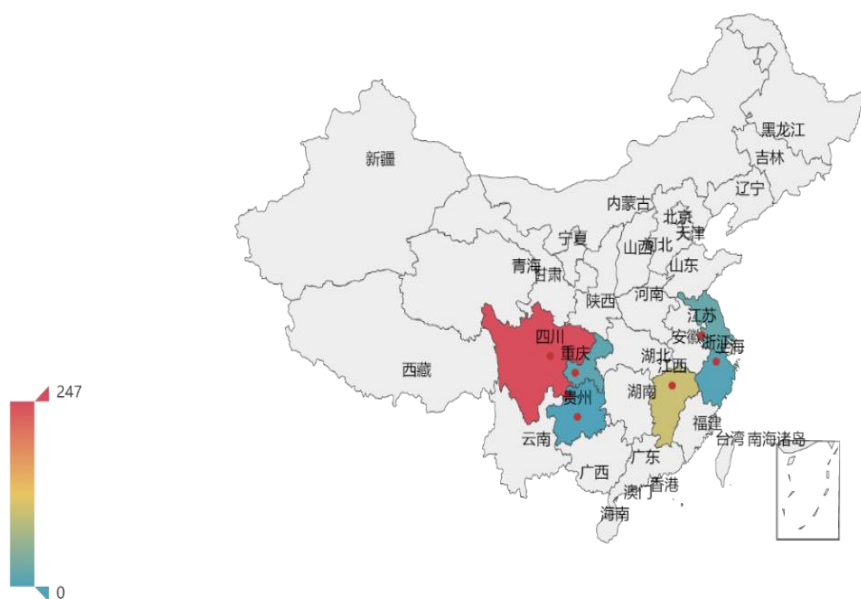 黑龙江
吉林
新疆
辽宁
内蒙古
北京
天津
宁夏
山西
河北
青海
甘肃
山东
陕西
河南
江苏
四川
安徽
浙江
上海
重庆
湖北
江西
西藏
湖南
贵州
福建
云南
台湾
南海诸岛
广东
广西
香港
澳门
海南
247
0